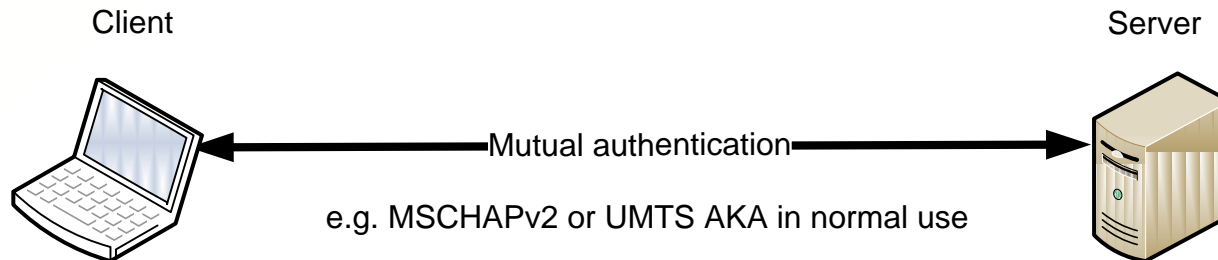 Client
Server
Mutual authentication
e.g. MSCHAPv2 or UMTS AKA in normal use